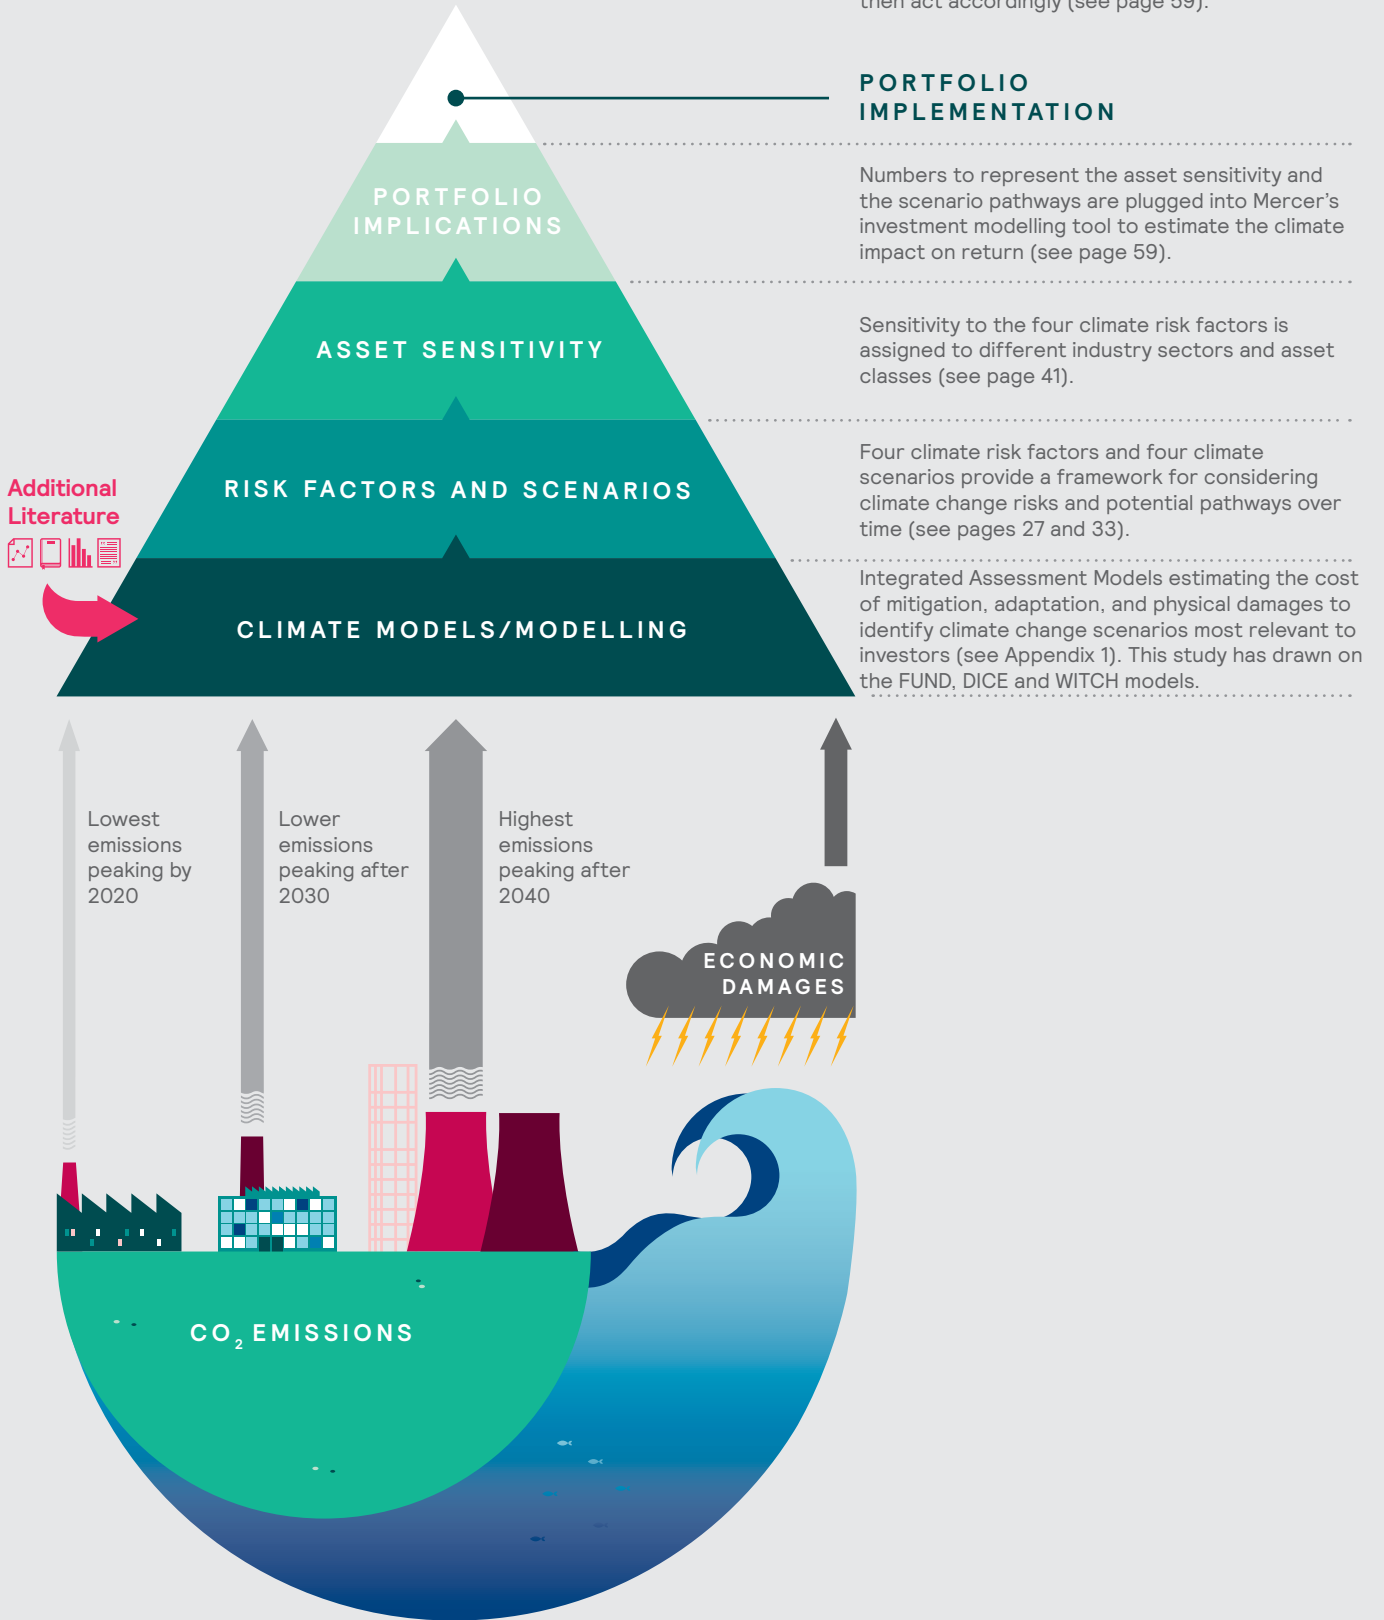 then act accordingly (see page 59).
PORTFOLIO
IMPLEMENTATION
PORTFOLIO
IMPLICATIONS
Numbers to represent the asset sensitivity and
the scenario pathways are plugged into Mercer’s
investment modelling tool to estimate the climate
impact on return (see page 59).
ASSET SENSITIVITY
Sensitivity to the four climate risk factors is
assigned to different industry sectors and asset
classes (see page 41).
RISK FACTORS AND SCENARIOS
Four climate risk factors and four climate
scenarios provide a framework for considering
climate change risks and potential pathways over
time (see pages 27 and 33).
Additional
Literature
CLIMATE MODELS/MODELLING
Integrated Assessment Models estimating the cost
of mitigation, adaptation, and physical damages to
identify climate change scenarios most relevant to
investors (see Appendix 1). This study has drawn on
the FUND, DICE and WITCH models.
Lowest
emissions
peaking by
2020
Lower
emissions
peaking after
2030
Highest
emissions
peaking after
2040
ECONOMIC
DAMAGES
CO₂ EMISSIONS